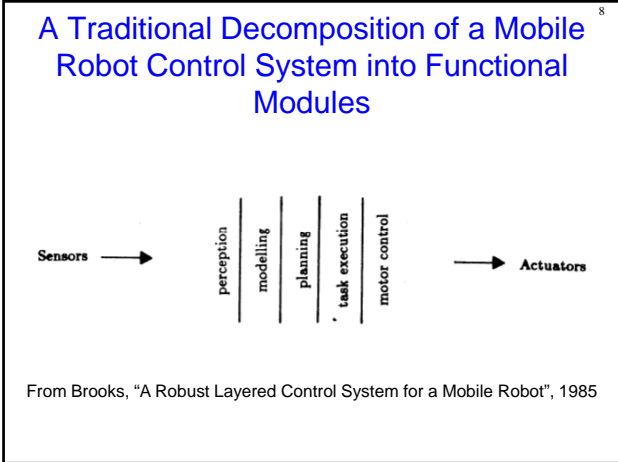 8
A Traditional Decomposition of a Mobile
Robot Control System into Functional
Modules
Sensors
perception
modelling
planning
task execution
motor control
Actuators
From Brooks, “A Robust Layered Control System for a Mobile Robot”, 1985